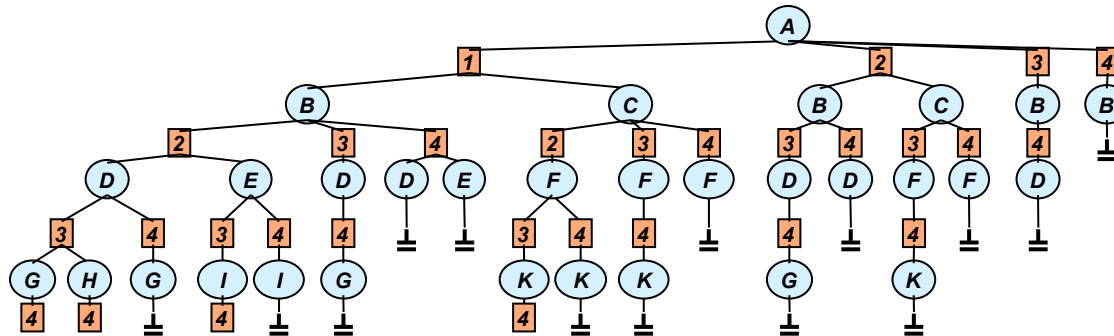 A
1 2 3 4
B C B C B B
2 3 4 2 3 4 3 4 3 4 4
D E D D E F F F D D F F D
3 4 3 4 4 3 4 4 4 4
G H G I I G K K K G K
4 4 4 4